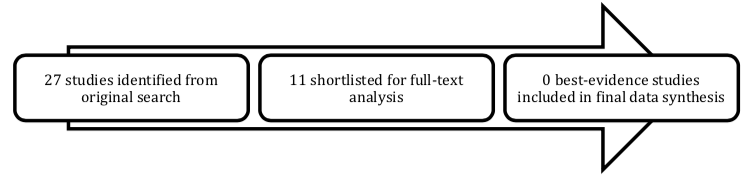 27 studies identified from
original search
11 shortlisted for full-text
analysis
0 best-evidence studies
included in final data synthesis